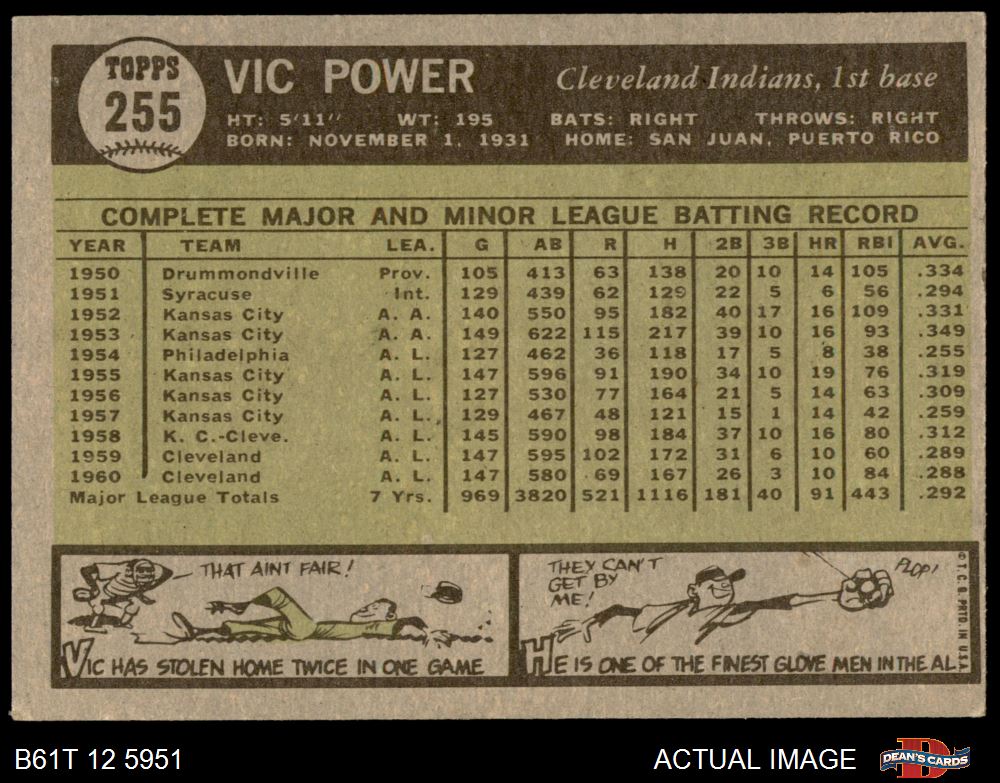 TOPPS
255
VIC POWER
Cleveland Indians, 1st base
HT: 5'11" WT: 195 BATS: RIGHT THROWS: RIGHT
BORN: NOVEMBER 1, 1931 HOME: SAN JUAN, PUERTO RICO
COMPLETE MAJOR AND MINOR LEAGUE BATTING RECORD
YEAR TEAM LEA. G AB R H 2B 3B HR RBI AVG.
1950 Drummondville Prov. 105 413 63 138 20 10 14 105 .334
1951 Syracuse Int. 129 439 62 129 22 5 6 56 .294
1952 Kansas City A. A. 140 550 95 182 40 17 16 109 .331
1953 Kansas City A. A. 149 622 115 217 39 10 16 93 .349
1954 Philadelphia A. L. 127 462 36 118 17 5 8 38 .255
1955 Kansas City A. L. 147 596 91 190 34 10 19 76 .319
1956 Kansas City A. L. 127 530 77 164 21 5 14 63 .309
1957 Kansas City A. L. 129 467 48 121 15 1 14 42 .259
1958 K. C.-Cleve. A. L. 145 590 98 184 37 10 16 80 .312
1959 Cleveland A. L. 147 595 102 172 31 6 10 60 .289
1960 Cleveland A. L. 147 580 69 167 26 3 10 84 .288
Major League Totals 7 Yrs. 969 3820 521 1116 181 40 91 443 .292
THAT AINT FAIR!
VIC HAS STOLEN HOME TWICE IN ONE GAME
THEY CAN'T
GET BY
ME!
PLOP!
HE IS ONE OF THE FINEST GLOVE MEN IN THE AL
© T. C. G. PRTD. IN U.S.A.
B61T 12 5951
ACTUAL IMAGE
DEAN'S CARDS